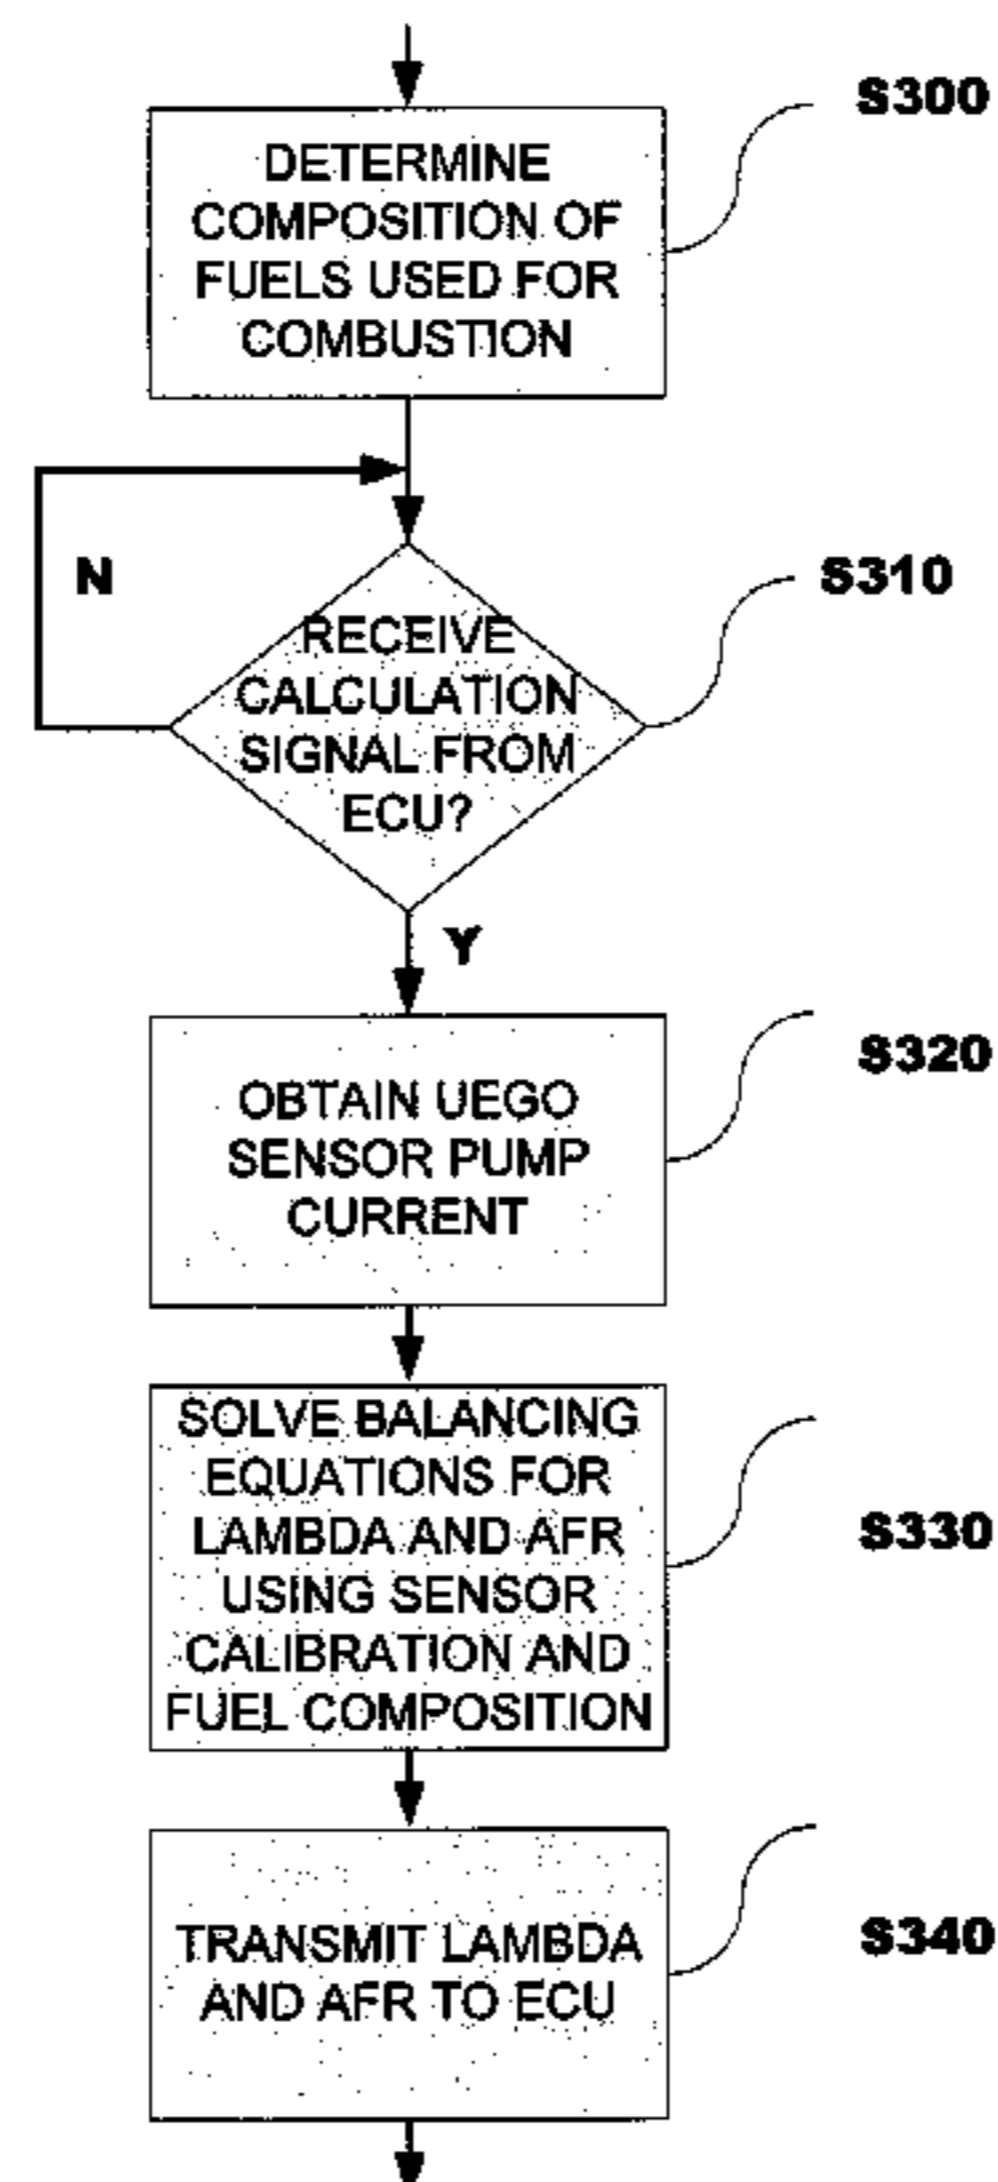 S300
DETERMINE
COMPOSITION OF
FUELS USED FOR
COMBUSTION
N
S310
RECEIVE
CALCULATION
SIGNAL FROM
ECU?
Y
S320
OBTAIN UEGO
SENSOR PUMP
CURRENT
SOLVE BALANCING
EQUATIONS FOR
LAMBDA AND AFR
S330
USING SENSOR
CALIBRATION AND
FUEL COMPOSITION
S340
TRANSMIT LAMBDA
AND AFR TO ECU